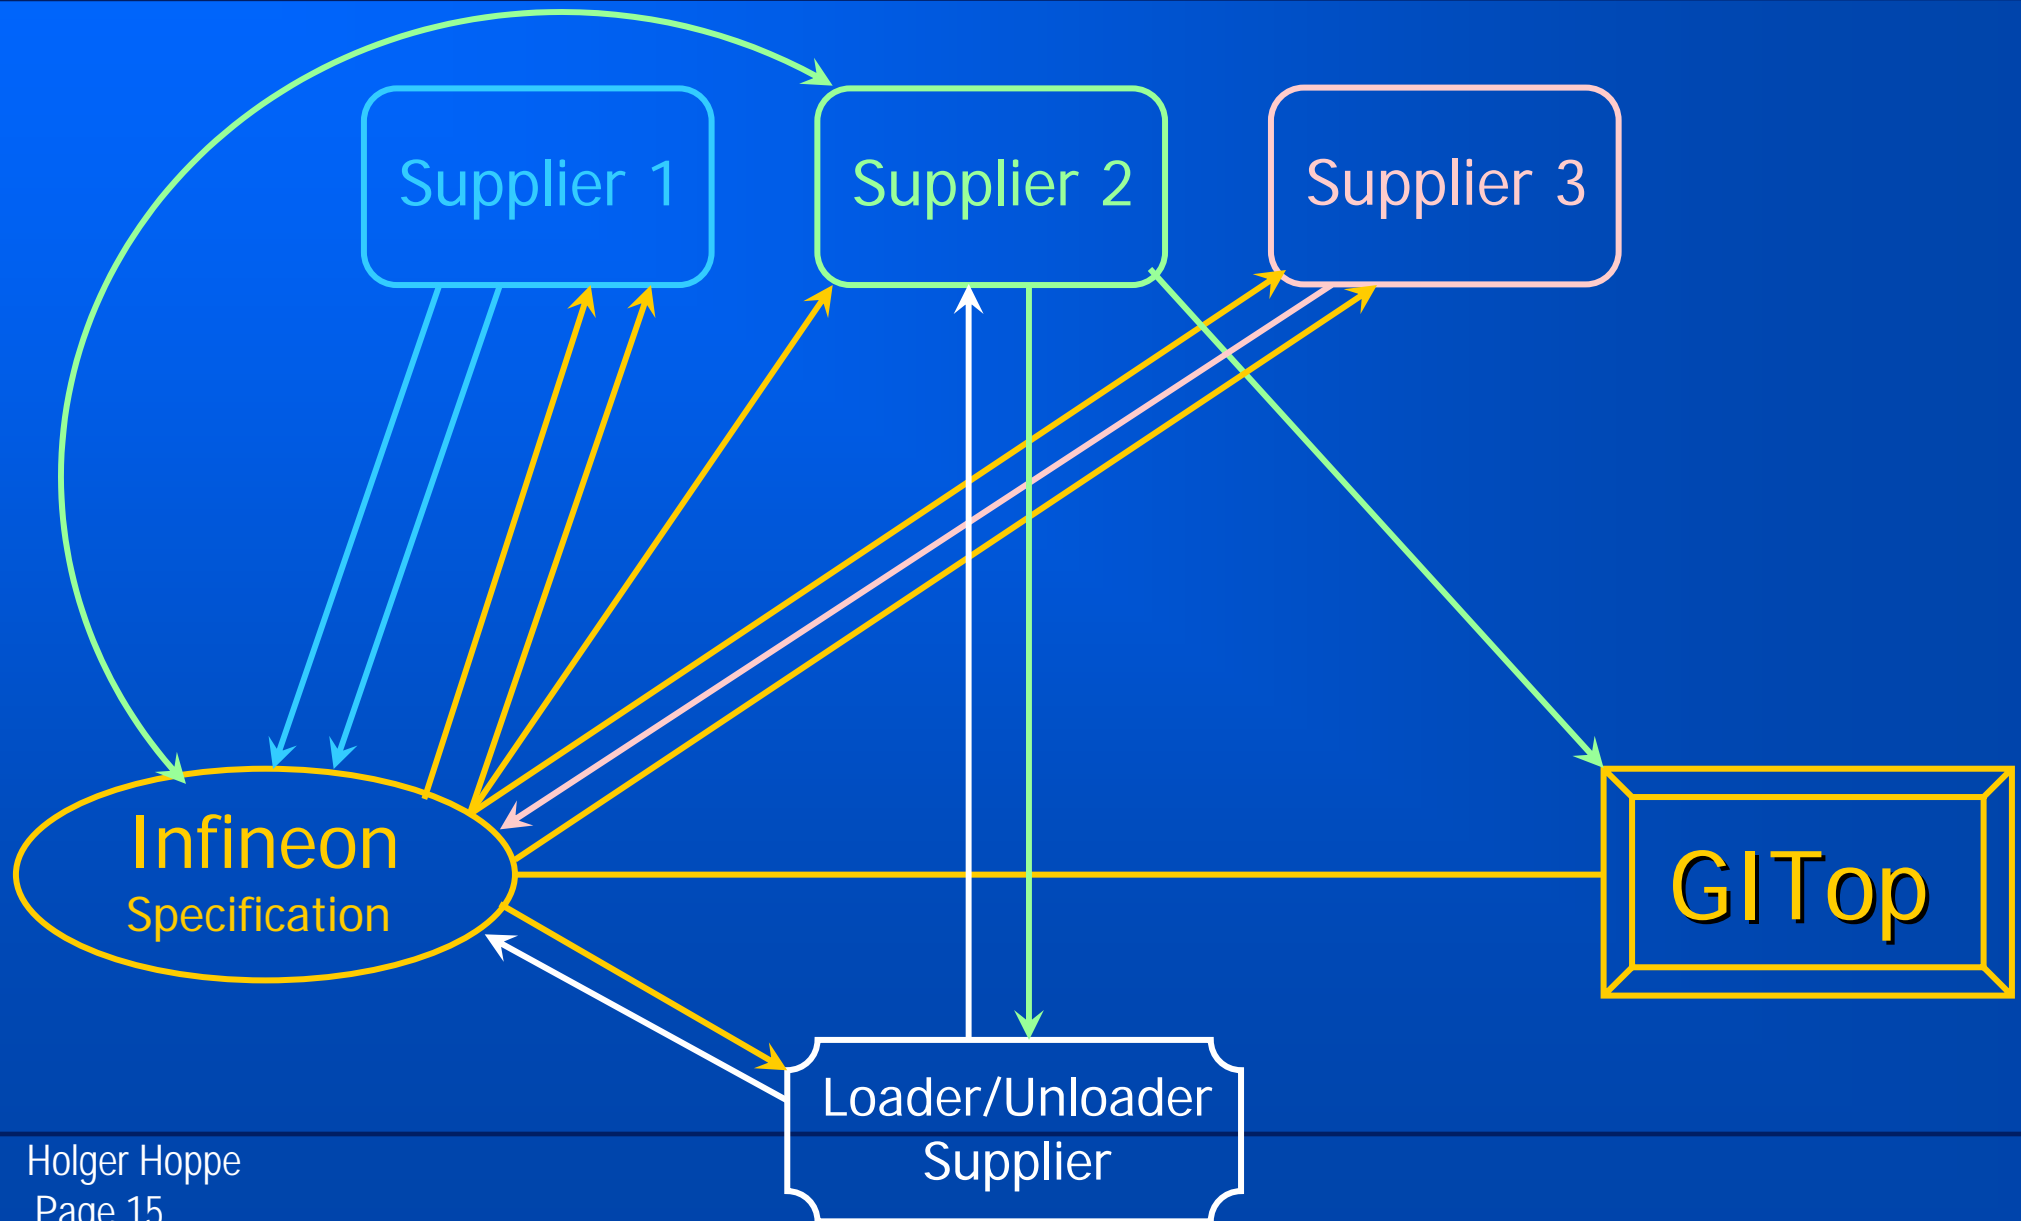 Supplier 1
Supplier 2
Supplier 3
Infineon
Specification
GITop
Loader/Unloader
Supplier
Holger Hoppe
Page 15